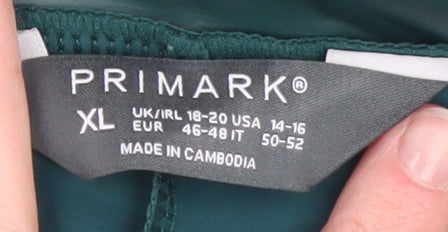 PRIMARK®
XL UK/IRL 18-20 USA 14-16
EUR 46-48 IT 50-52
MADE IN CAMBODIA